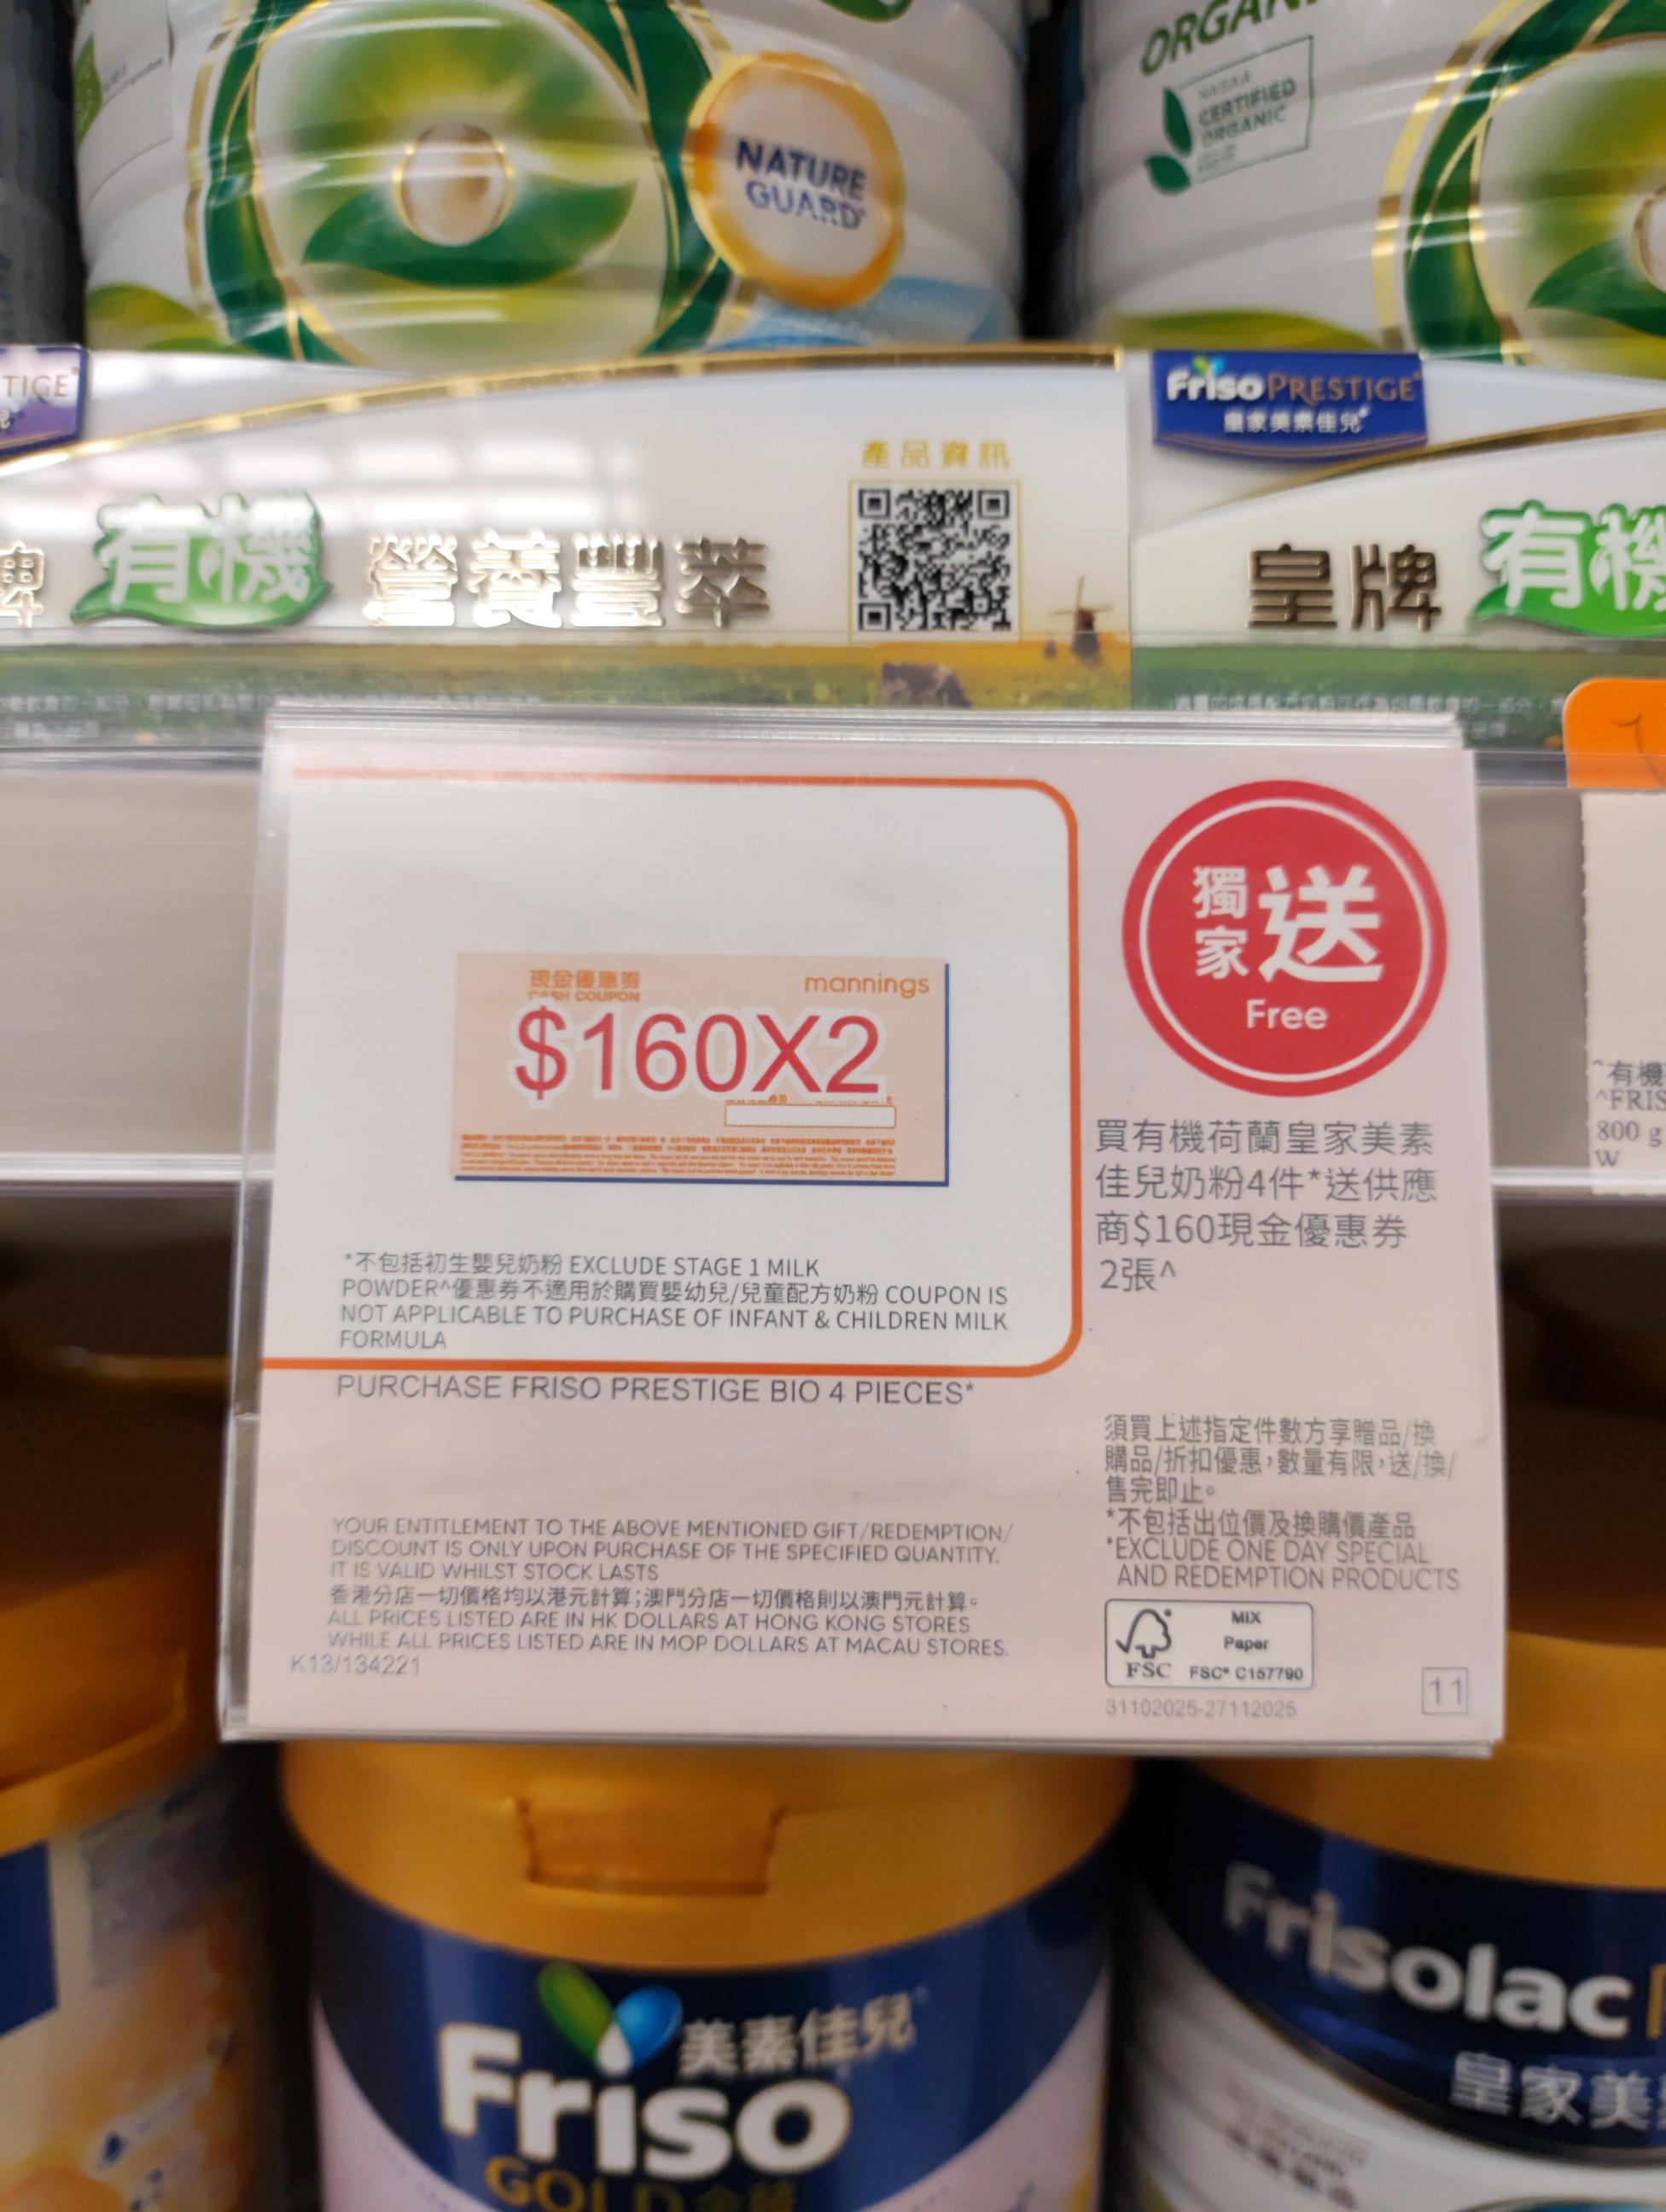 NATURE
GUARD
NASAA
CERTIFIED
ORGANIC
TIGE
Friso PRESTIGE
皇家美素佳兒
產品資訊
牌 有機 營養豐萃
皇牌 有機
現金優惠券
CASH COUPON
mannings
$160X2
獨家送
Free
買有機荷蘭皇家美素
佳兒奶粉4件*送供應
商$160現金優惠券
2張^
*不包括初生嬰兒奶粉 EXCLUDE STAGE 1 MILK
POWDER^優惠券不適用於購買嬰幼兒/兒童配方奶粉 COUPON IS
NOT APPLICABLE TO PURCHASE OF INFANT & CHILDREN MILK
FORMULA
PURCHASE FRISO PRESTIGE BIO 4 PIECES*
須買上述指定件數方享贈品/換
購品/折扣優惠，數量有限，送/換/
售完即止。
*不包括出位價及換購價產品
*EXCLUDE ONE DAY SPECIAL
AND REDEMPTION PRODUCTS
YOUR ENTITLEMENT TO THE ABOVE MENTIONED GIFT/REDEMPTION/
DISCOUNT IS ONLY UPON PURCHASE OF THE SPECIFIED QUANTITY.
IT IS VALID WHILST STOCK LASTS
香港分店一切價格均以港元計算;澳門分店一切價格則以澳門元計算。
ALL PRICES LISTED ARE IN HK DOLLARS AT HONG KONG STORES
WHILE ALL PRICES LISTED ARE IN MOP DOLLARS AT MACAU STORES.
K13/134221
FSC
MIX
Paper
FSC® C157790
31102025-27112025
11
^有機
^FRIS
800 g
W
美素佳兒
Friso
GOLD
Frisolac
皇家美